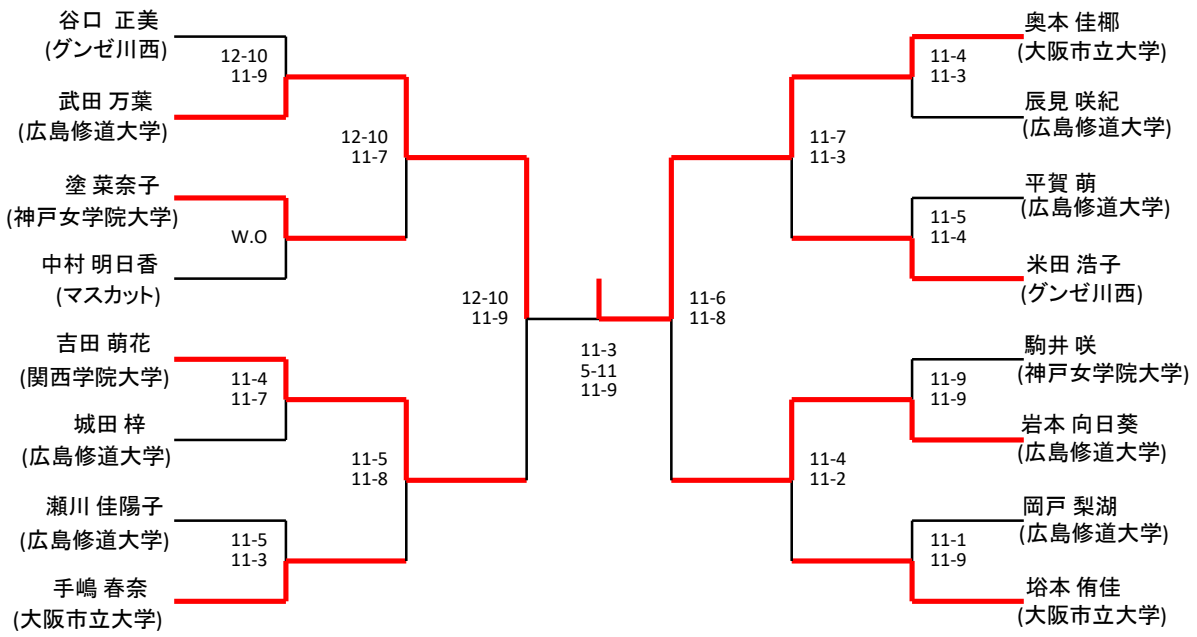 谷口 正美
(グンゼ川西)
12-10
11-9
武田 万葉
(広島修道大学)
12-10
11-7
塗 菜奈子
(神戸女学院大学)
W.O
中村 明日香
(マスカット)
12-10
11-9
吉田 萌花
(関西学院大学)
11-4
11-7
城田 梓
(広島修道大学)
11-5
11-8
瀬川 佳陽子
(広島修道大学)
11-5
11-3
手嶋 春奈
(大阪市立大学)
11-3
5-11
11-9
奥本 佳椰
(大阪市立大学)
11-4
11-3
辰見 咲紀
(広島修道大学)
11-7
11-3
平賀 萌
(広島修道大学)
11-5
11-4
米田 浩子
(グンゼ川西)
11-6
11-8
駒井 咲
(神戸女学院大学)
11-9
11-9
岩本 向日葵
(広島修道大学)
11-4
11-2
岡戸 梨湖
(広島修道大学)
11-1
11-9
塔本 侑佳
(大阪市立大学)